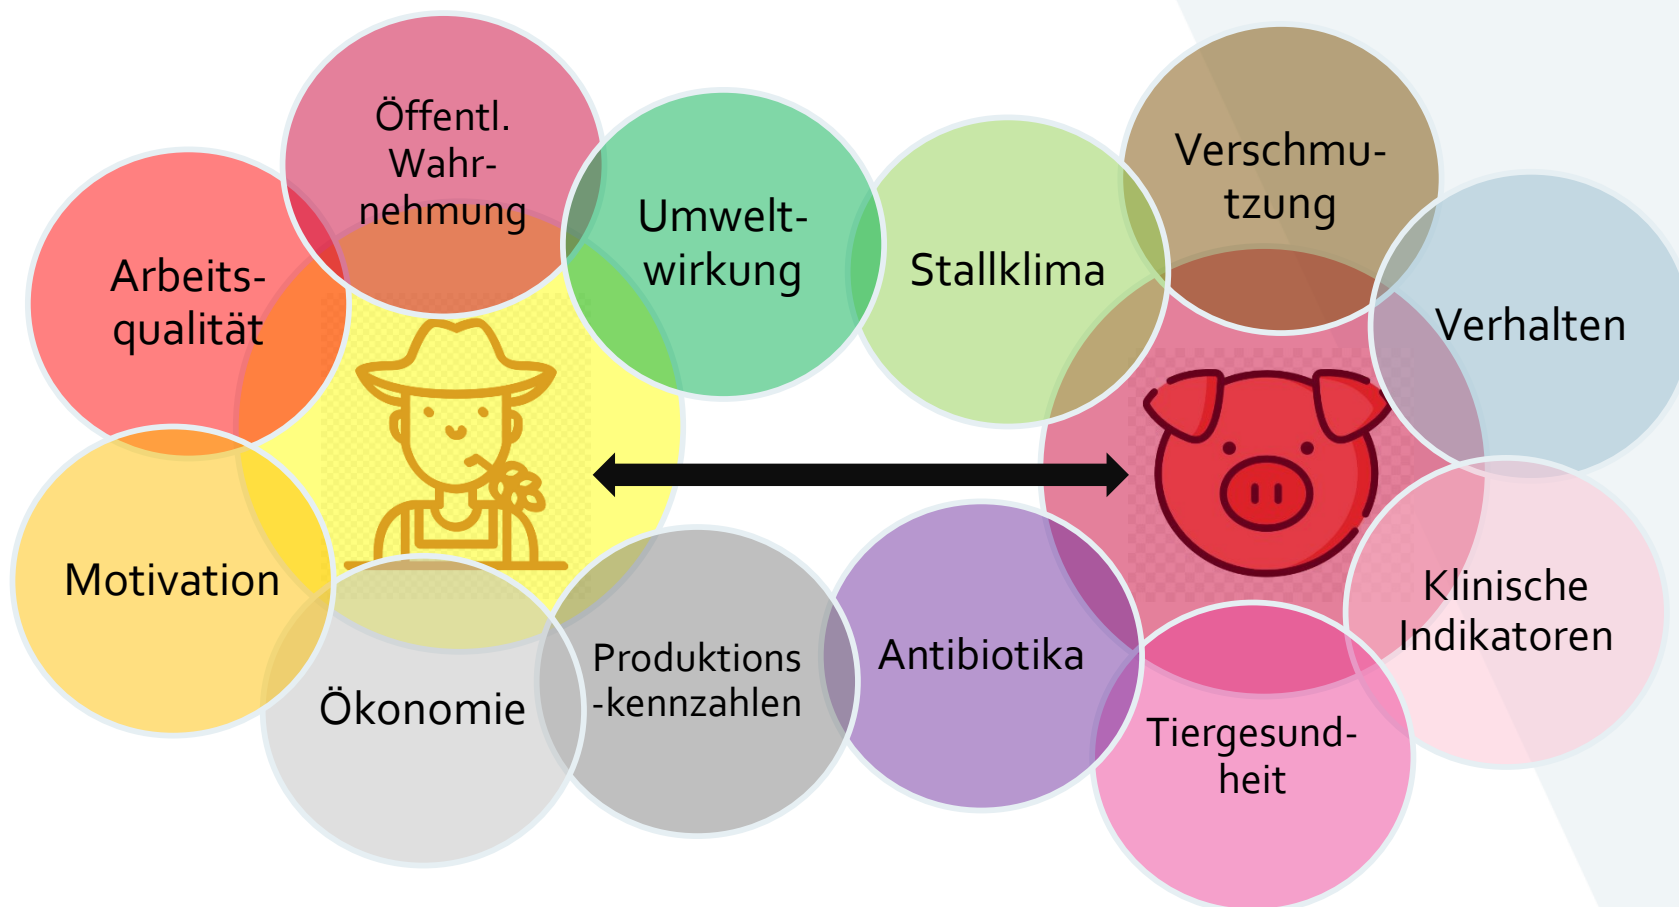 Öffentl.
Wahr-
nehmung
Arbeits-
qualität
Umwelt-
wirkung
Stallklima
Verschmu-
tzung
Verhalten
Motivation
Ökonomie
Produktions
-kennzahlen
Antibiotika
Tiergesund-
heit
Klinische
Indikatoren